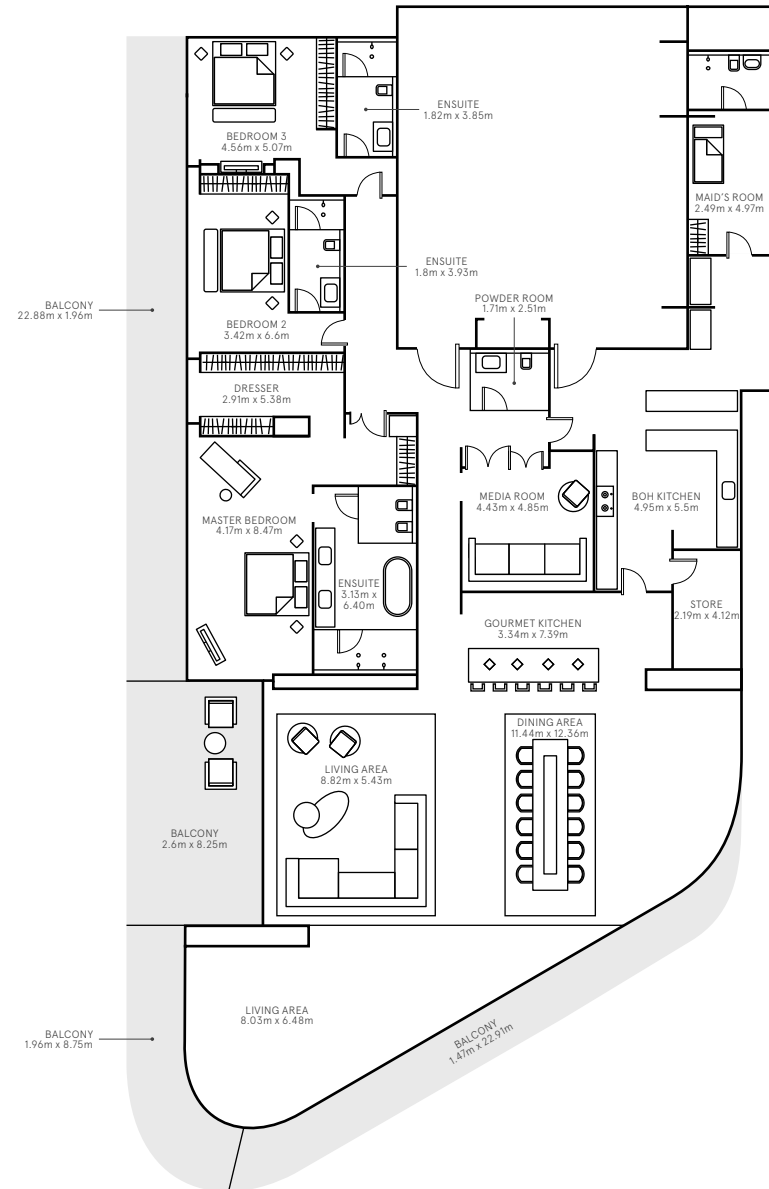 ENSUITE
1.82m x 3.85m
BEDROOM 3
4.56m x 5.07m
MAID'S ROOM
2.49m x 4.97m
ENSUITE
1.8m x 3.93m
POWDER ROOM
1.71m x 2.51m
BALCONY
22.88m x 1.96m
BEDROOM 2
3.42m x 6.6m
DRESSER
2.91m x 5.38m
MEDIA ROOM
4.43m x 4.85m
BOH KITCHEN
4.95m x 5.5m
MASTER BEDROOM
4.17m x 8.47m
ENSUITE
3.13m x
6.40m
STORE
2.19m x 4.12m
GOURMET KITCHEN
3.34m x 7.39m
DINING AREA
11.44m x 12.36m
LIVING AREA
8.82m x 5.43m
BALCONY
2.6m x 8.25m
LIVING AREA
8.03m x 6.48m
BALCONY
1.96m x 8.75m
BALCONY
1.47m x 22.91m